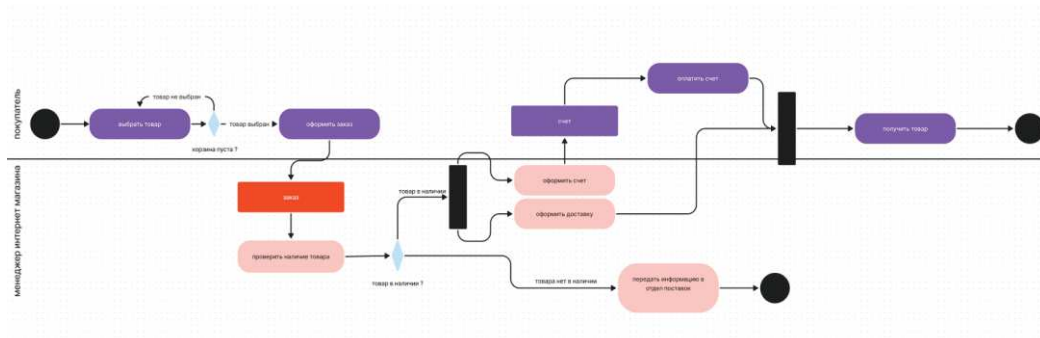 покупатель
товар не выбран
выбрать товар
товар выбран
оформить заказ
корзина пуста ?
счет
оплатить счет
получить товар
менеджер интернет магазина
заказ
проверить наличие товара
товар в наличии
товар в наличии ?
оформить счет
оформить доставку
товара нет в наличии
передать информацию в
отдел поставок